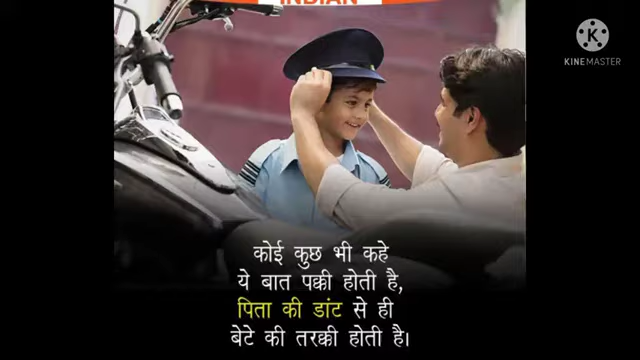 INDIAN
K
KINEMASTER
कोई कुछ भी कहे
ये बात पक्की होती है,
पिता की डांट से ही
बेटे की तरक्की होती है।